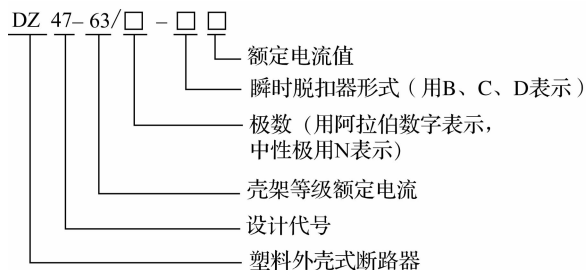 DZ 47-63/□-□□
额定电流值
瞬时脱扣器形式（用B、C、D表示）
极数（用阿拉伯数字表示，
中性极用N表示）
壳架等级额定电流
设计代号
塑料外壳式断路器